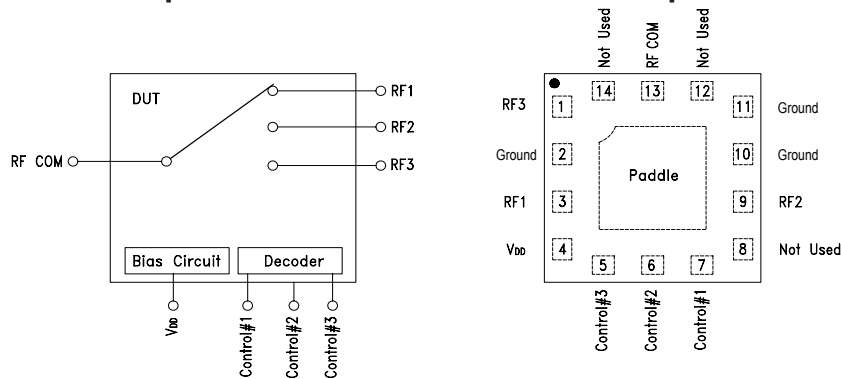 DUT
RF COM
RF1
RF2
RF3
Bias Circuit
Decoder
VDD
Control#1
Control#2
Control#3
Not Used
RF COM
Not Used
14
13
12
RF3
1
11
Ground
Ground
2
10
Ground
Paddle
RF1
3
9
RF2
VDD
4
8
Not Used
5
6
7
Control#3
Control#2
Control#1